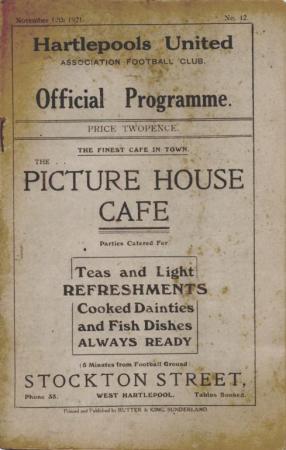 November 12th 1921. No. 12.
Hartlepools United
ASSOCIATION FOOTBALL CLUB.
Official Programme.
PRICE TWOPENCE.
THE FINEST CAFE IN TOWN.
THE . . .
PICTURE HOUSE
CAFE
Parties Catered For
Teas and Light
REFRESHMENTS
Cooked Dainties
and Fish Dishes
ALWAYS READY
(5 Minutes from Football Ground)
STOCKTON STREET,
Phone 55. WEST HARTLEPOOL. Tables Booked.
Printed and Published by RUTTER & KING, SUNDERLAND.